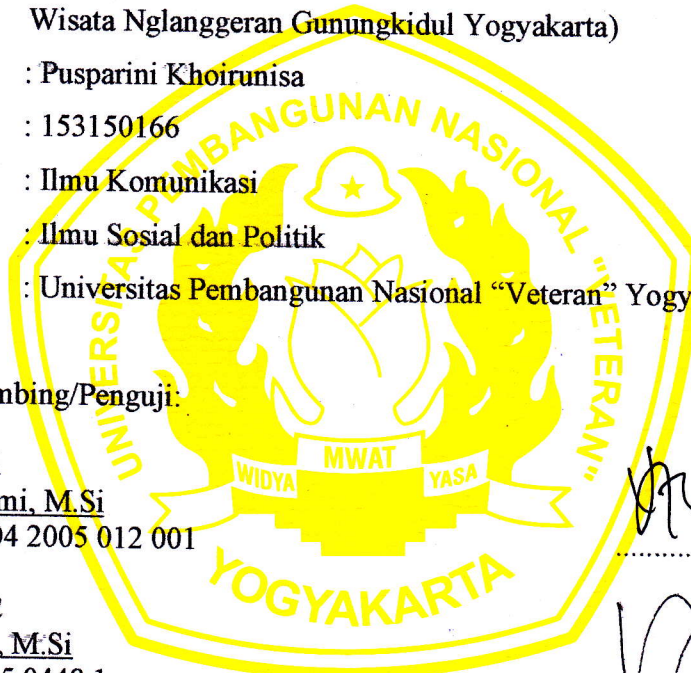 Wisata Nglanggeran Gunungkidul Yogyakarta)
: Pusparini Khoirunisa
: 153150166
: Ilmu Komunikasi
: Ilmu Sosial dan Politik
: Universitas Pembangunan Nasional “Veteran” Yogy
mbing/Penguji:
mi, M.Si
04 2005 012 001
, M.Si
UNIVERSITAS PEMBANGUNAN NASIONAL "VETERAN"
WIDYA MWAT YASA
YOGYAKARTA